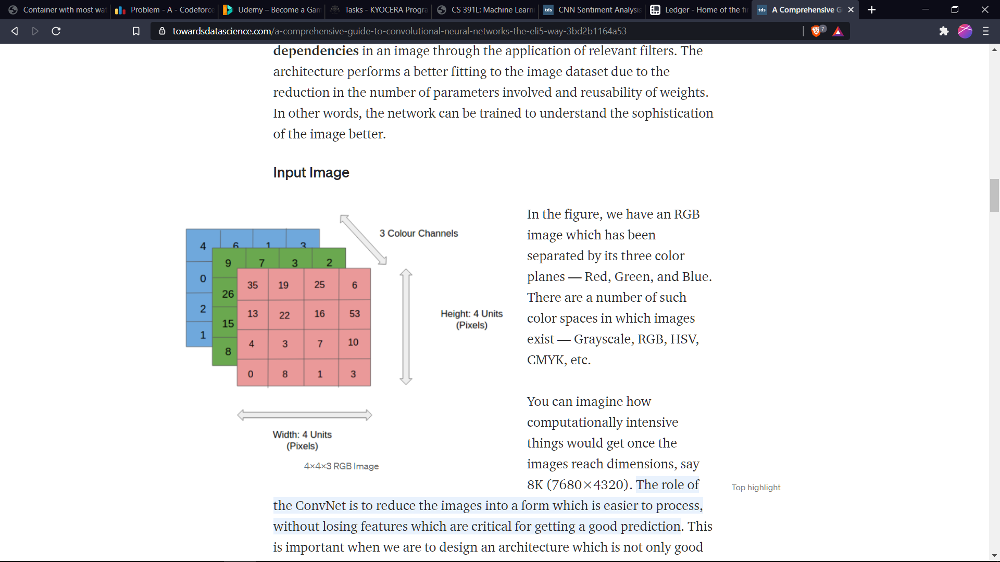 Container with most wa
Problem - A - Codeforce
Udemy – Become a Gam
Tasks - KYOCERA Progra
CS 391L: Machine Learni
tds CNN Sentiment Analysis
Ledger - Home of the fi
tds A Comprehensive G
towardsdatascience.com/a-comprehensive-guide-to-convolutional-neural-networks-the-eli5-way-3bd2b1164a53
7
dependencies in an image through the application of relevant filters. The
architecture performs a better fitting to the image dataset due to the
reduction in the number of parameters involved and reusability of weights.
In other words, the network can be trained to understand the sophistication
of the image better.
Input Image
3 Colour Channels
4 6 1 3
0
2
1
9 7 3 2
26
15
8
35 19 25 6
13 22 16 53
4 3 7 10
0 8 1 3
Height: 4 Units
(Pixels)
Width: 4 Units
(Pixels)
4×4×3 RGB Image
In the figure, we have an RGB
image which has been
separated by its three color
planes — Red, Green, and Blue.
There are a number of such
color spaces in which images
exist — Grayscale, RGB, HSV,
CMYK, etc.
You can imagine how
computationally intensive
things would get once the
images reach dimensions, say
8K (7680×4320). The role of
Top highlight
the ConvNet is to reduce the images into a form which is easier to process,
without losing features which are critical for getting a good prediction. This
is important when we are to design an architecture which is not only good